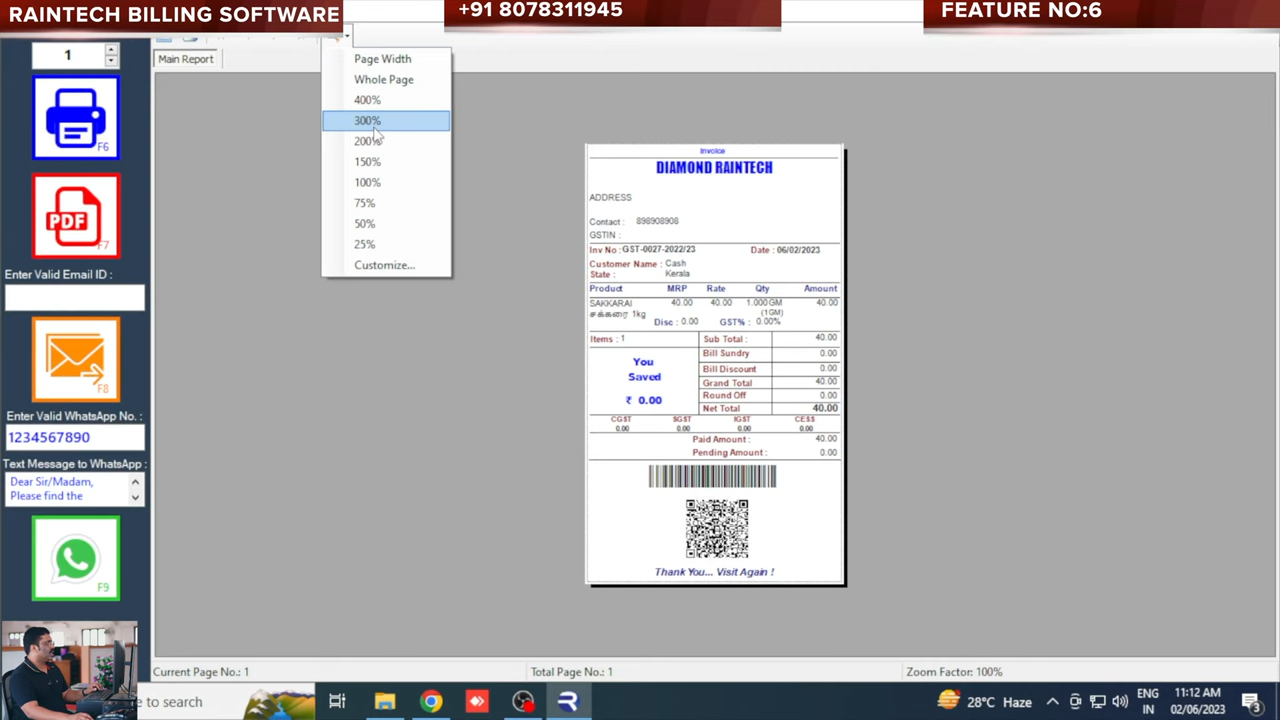 RAINTECH BILLING SOFTWARE
+91 8078311945
FEATURE NO:6
1
Main Report
F6
PDF
F7
Enter Valid Email ID :
F8
Enter Valid WhatsApp No. :
1234567890
Text Message to WhatsApp :
Dear Sir/Madam,
Please find the
F9
Page Width
Whole Page
400%
300%
200%
150%
100%
75%
50%
25%
Customize...
Invoice
DIAMOND RAINTECH
ADDRESS
Contact : 898908908
GSTIN :
Inv No : GST-0027-2022/23 Date : 06/02/2023
Customer Name : Cash
State : Kerala
Product MRP Rate Qty Amount
SAKKARAI 40.00 40.00 1.000GM 40.00
சக்கரை 1kg (1GM)
Disc : 0.00 GST% : 0.00%
Items : 1 Sub Total : 40.00
Bill Sundry 0.00
You
Saved
₹ 0.00
Bill Discount 0.00
Grand Total 40.00
Round Off 0.00
Net Total 40.00
CGST SGST IGST CESS
0.00 0.00 0.00 0.00
Paid Amount : 40.00
Pending Amount : 0.00
Thank You... Visit Again !
Current Page No.: 1 Total Page No.: 1 Zoom Factor: 100%
e to search
28°C Haze
ENG
IN
11:12 AM
02/06/2023
3